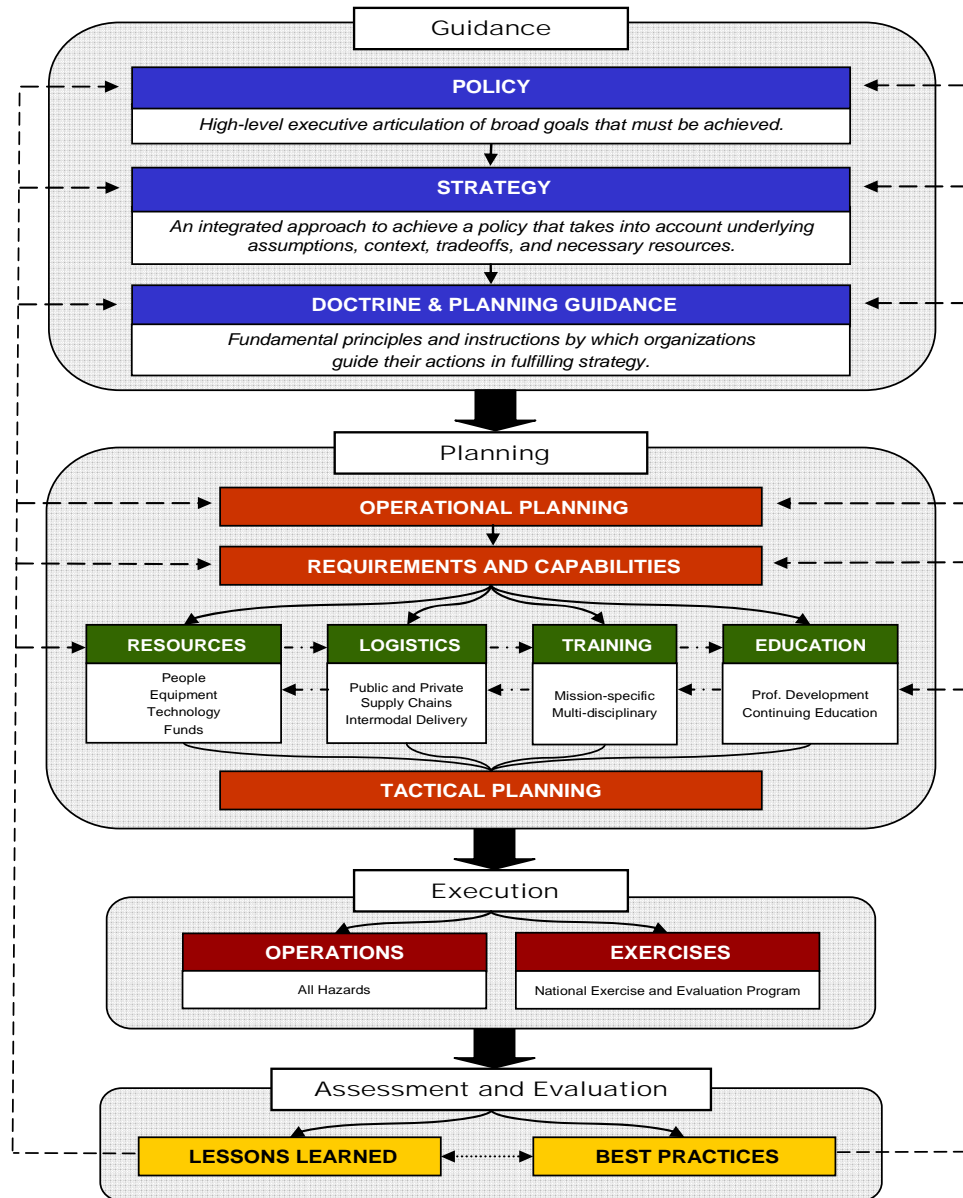 Guidance
POLICY
High-level executive articulation of broad goals that must be achieved.
STRATEGY
An integrated approach to achieve a policy that takes into account underlying
assumptions, context, tradeoffs, and necessary resources.
DOCTRINE & PLANNING GUIDANCE
Fundamental principles and instructions by which organizations
guide their actions in fulfilling strategy.
Planning
OPERATIONAL PLANNING
REQUIREMENTS AND CAPABILITIES
RESOURCES
People
Equipment
Technology
Funds
LOGISTICS
Public and Private
Supply Chains
Intermodal Delivery
TRAINING
Mission-specific
Multi-disciplinary
EDUCATION
Prof. Development
Continuing Education
TACTICAL PLANNING
Execution
OPERATIONS
All Hazards
EXERCISES
National Exercise and Evaluation Program
Assessment and Evaluation
LESSONS LEARNED
BEST PRACTICES